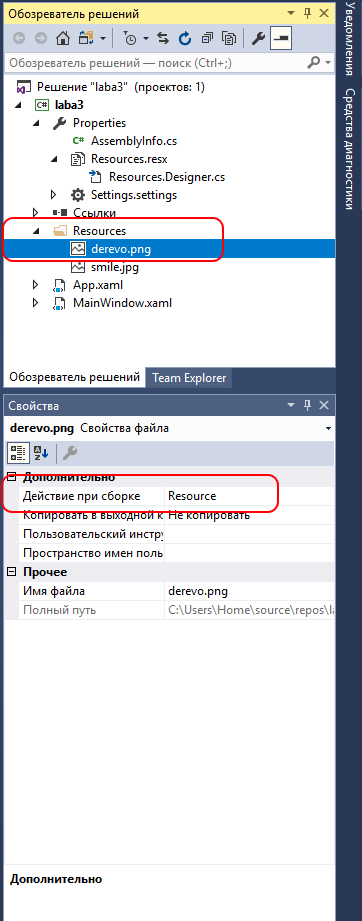 Обозреватель решений
Обозреватель решений — поиск (Ctrl+;)
Решение "laba3" (проектов: 1)
C# laba3
Properties
C# AssemblyInfo.cs
Resources.resx
Resources.Designer.cs
Settings.settings
Ссылки
Resources
derevo.png
smile.jpg
App.xaml
MainWindow.xaml
Обозреватель решений Team Explorer
Уведомления
Средства диагностики
Свойства
derevo.png Свойства файла
Дополнительно
Действие при сборке Resource
Копировать в выходной к Не копировать
Пользовательский инстру
Пространство имен поль
Прочее
Имя файла derevo.png
Полный путь C:\Users\Home\source\repos\la
Дополнительно